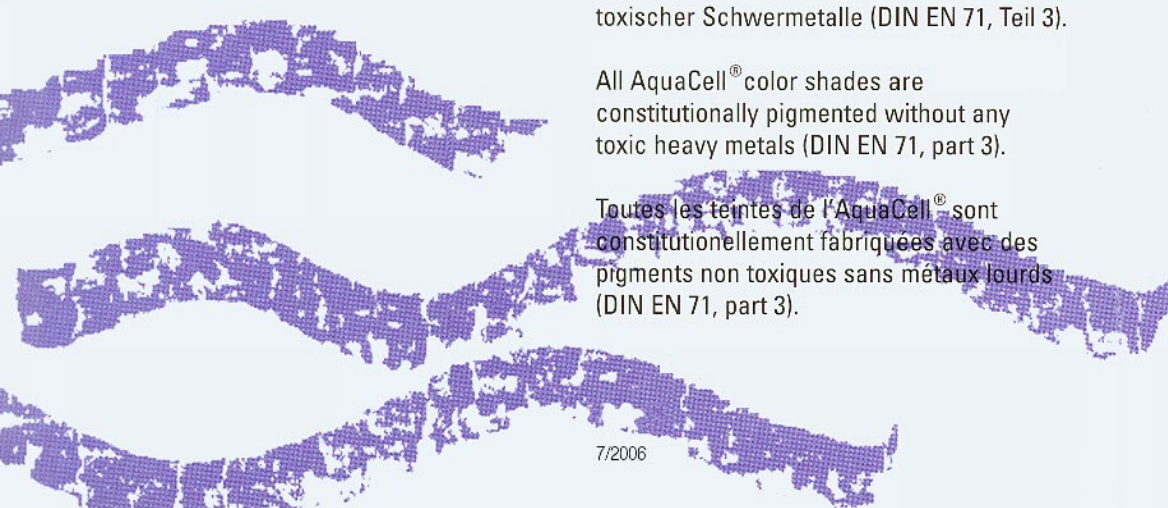 toxischer Schwermetalle (DIN EN 71, Teil 3).
All AquaCell® color shades are
constitutionally pigmented without any
toxic heavy metals (DIN EN 71, part 3).
Toutes les teintes de l'AquaCell® sont
constitutionellement fabriquées avec des
pigments non toxiques sans métaux lourds
(DIN EN 71, part 3).
7/2006